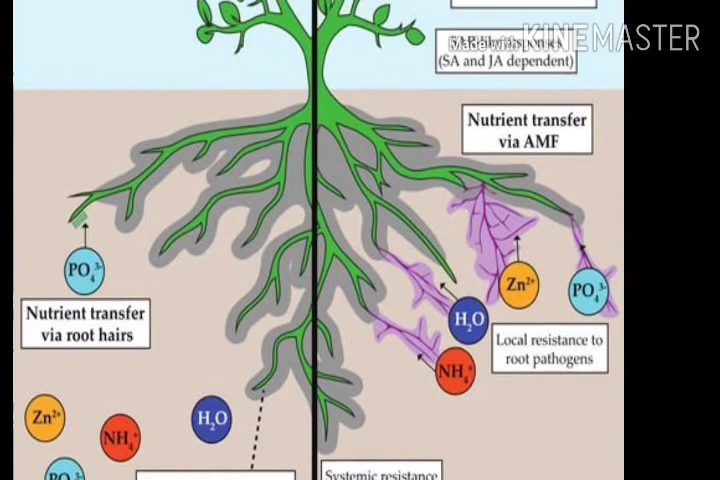 Made with KINEMASTER
(SA and JA dependent)
Nutrient transfer
via AMF
PO₄³⁻
Zn²⁺
PO₄³⁻
Nutrient transfer
via root hairs
H₂O
Local resistance to
root pathogens
NH₄⁺
Zn²⁺
NH₄⁺
H₂O
PO₄³⁻
Systemic resistance